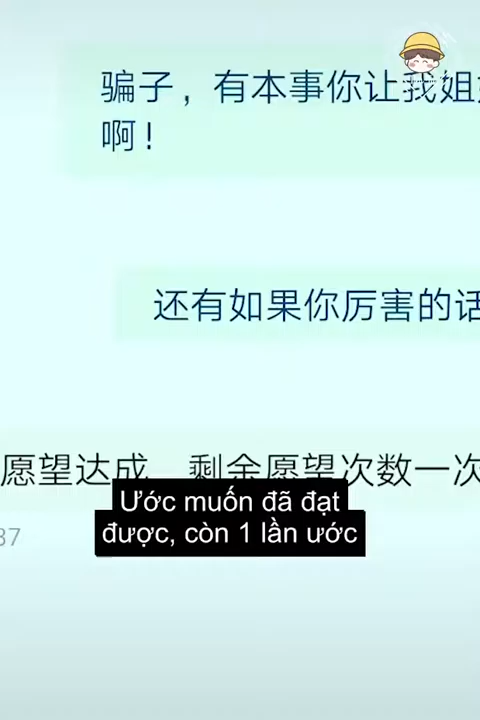 骗子，有本事你让我姐
啊！
还有如果你厉害的话
愿望达成，剩余愿望次数一次
37
Ước muốn đã đạt
được, còn 1 lần ước